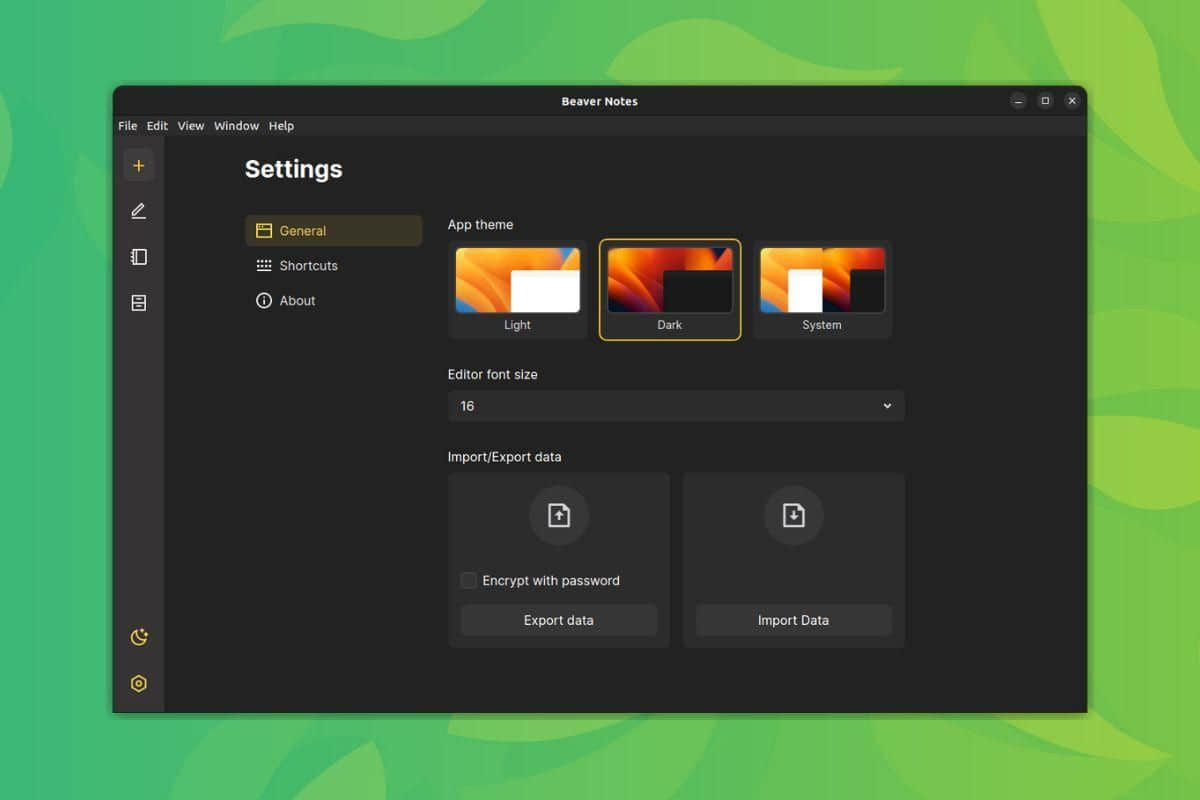 Beaver Notes
File Edit View Window Help
Settings
General
Shortcuts
About
App theme
Light Dark System
Editor font size
16
Import/Export data
Encrypt with password
Export data Import Data